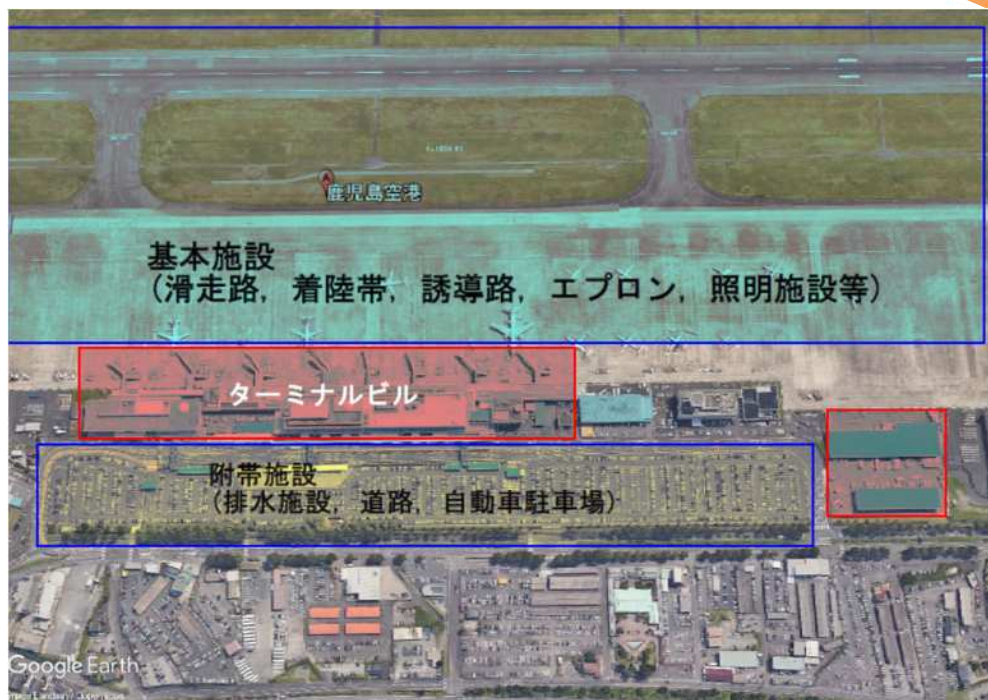 鹿児島空港
基本施設
（滑走路，着陸帯，誘導路，エプロン，照明施設等）
ターミナルビル
附帯施設
（排水施設，道路，自動車駐車場）
Google Earth